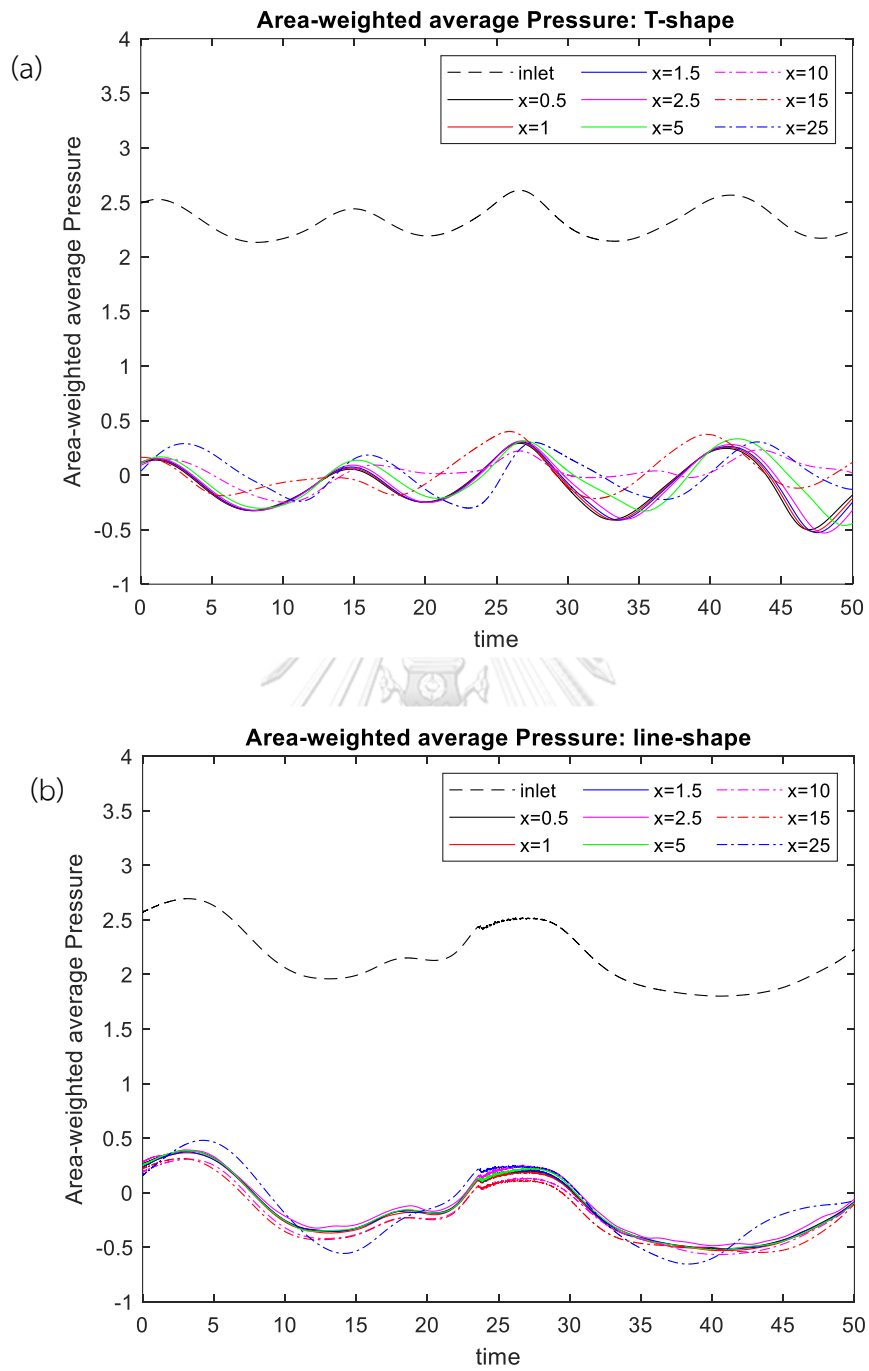 Area-weighted average Pressure: T-shape
(a)
4
3.5
3
2.5
2
1.5
1
0.5
0
-0.5
-1
Area-weighted average Pressure
inlet
x=0.5
x=1
x=1.5
x=2.5
x=5
x=10
x=15
x=25
0 5 10 15 20 25 30 35 40 45 50
time
Area-weighted average Pressure: line-shape
(b)
4
3.5
3
2.5
2
1.5
1
0.5
0
-0.5
-1
Area-weighted average Pressure
inlet
x=0.5
x=1
x=1.5
x=2.5
x=5
x=10
x=15
x=25
0 5 10 15 20 25 30 35 40 45 50
time